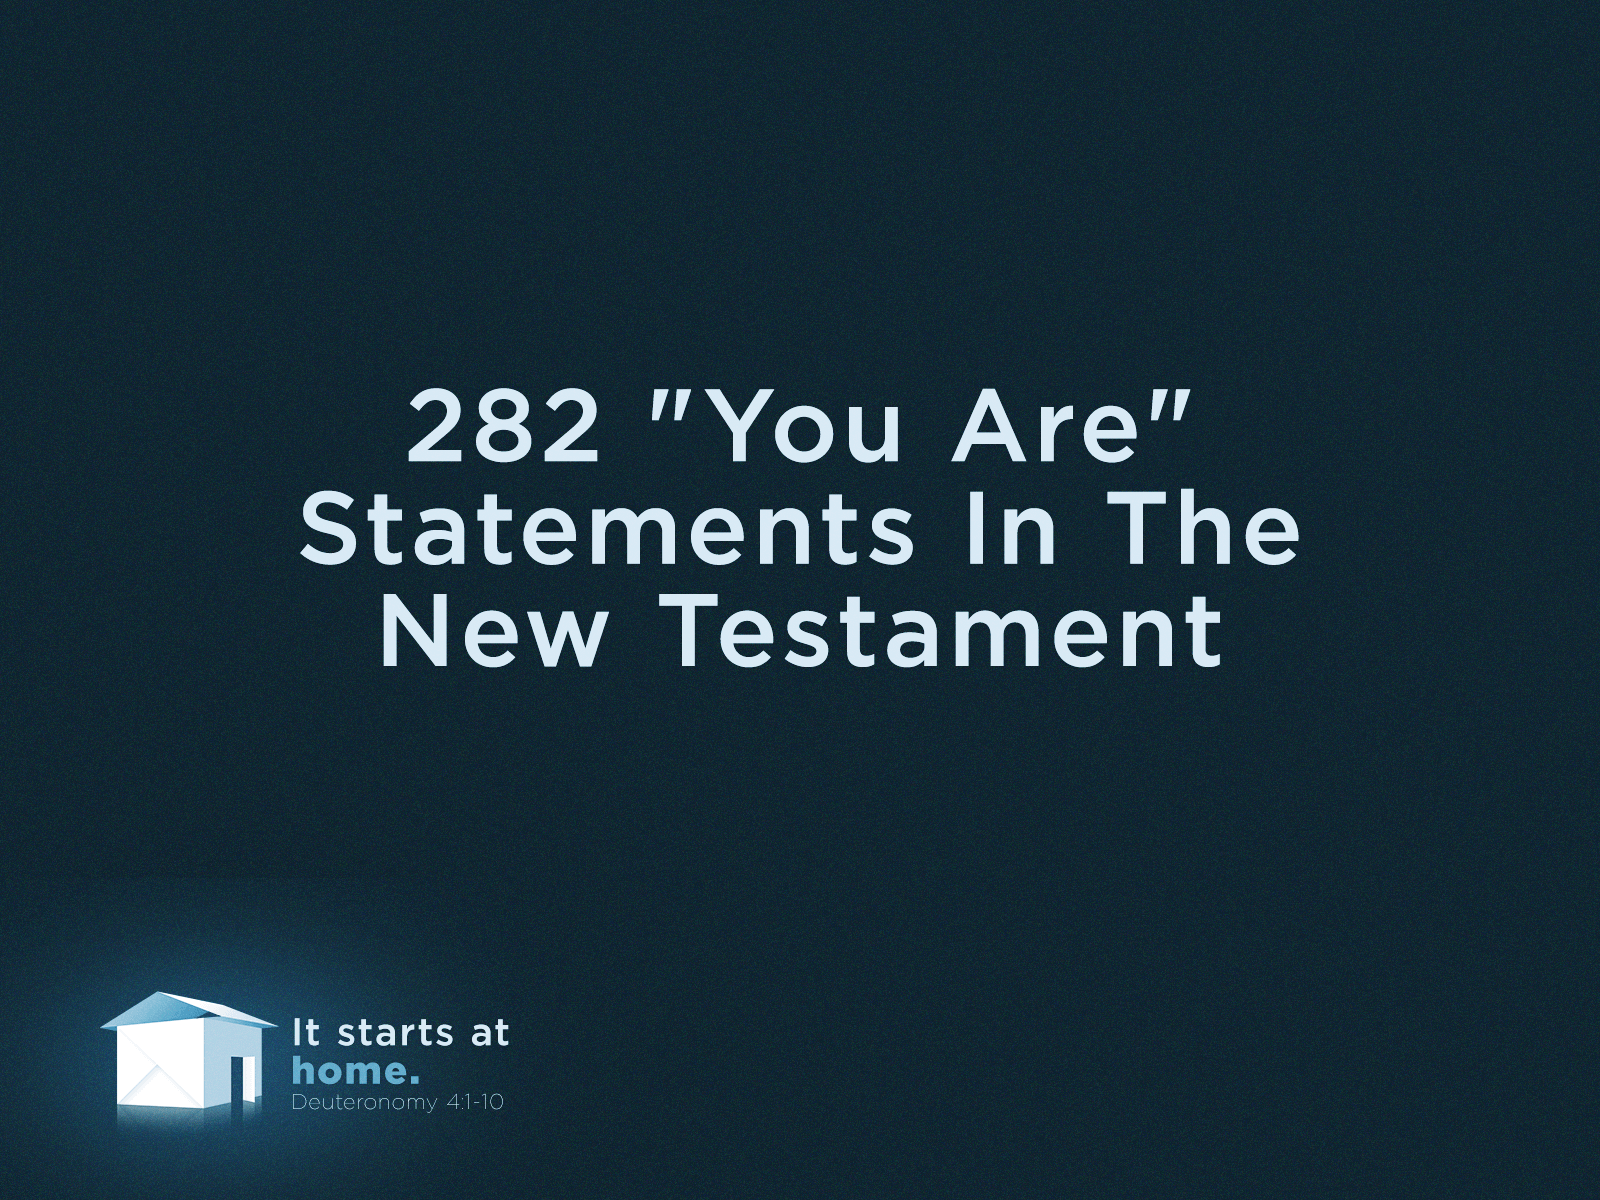 282 "You Are"
Statements In The
New Testament
It starts at
home.
Deuteronomy 4:1-10